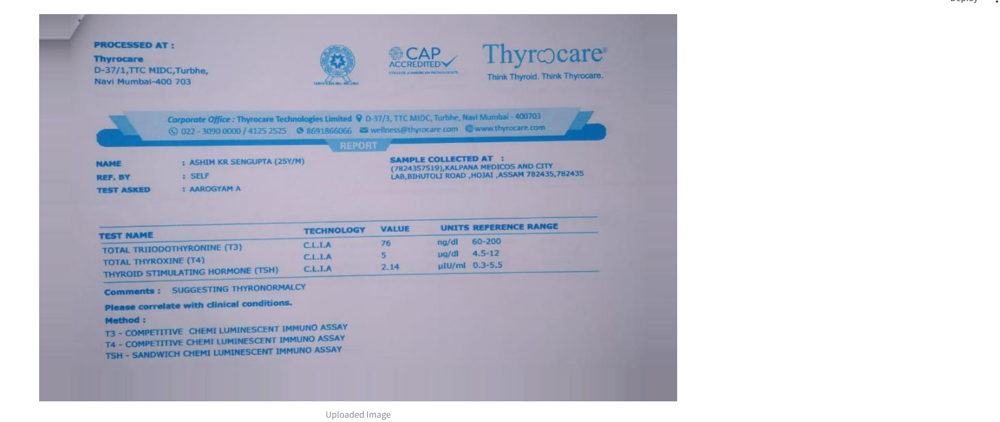 PROCESSED AT :
Thyrocare
D-37/1,TTC MIDC,Turbhe,
Navi Mumbai-400 703
CAP
ACCREDITED
COLLEGE of AMERICAN PATHOLOGISTS
Thyrocare®
Think Thyroid. Think Thyrocare.
Corporate Office : Thyrocare Technologies Limited D-37/3, TTC MIDC, Turbhe, Navi Mumbai - 400703
022 - 3090 0000 / 4125 2525 8691866066 wellness@thyrocare.com www.thyrocare.com
REPORT
NAME : ASHIM KR SENGUPTA (25Y/M)
REF. BY : SELF
TEST ASKED : AAROGYAM A
SAMPLE COLLECTED AT :
(7824357519),KALPANA MEDICOS AND CITY
LAB,BIHUTOLI ROAD ,HOJAI ,ASSAM 782435,782435
TEST NAME TECHNOLOGY VALUE UNITS REFERENCE RANGE
TOTAL TRIIODOTHYRONINE (T3) C.L.I.A 76 ng/dl 60-200
TOTAL THYROXINE (T4) C.L.I.A 5 µg/dl 4.5-12
THYROID STIMULATING HORMONE (TSH) C.L.I.A 2.14 µIU/ml 0.3-5.5
Comments : SUGGESTING THYRONORMALCY
Please correlate with clinical conditions.
Method :
T3 - COMPETITIVE CHEMI LUMINESCENT IMMUNO ASSAY
T4 - COMPETITIVE CHEMI LUMINESCENT IMMUNO ASSAY
TSH - SANDWICH CHEMI LUMINESCENT IMMUNO ASSAY
Uploaded Image